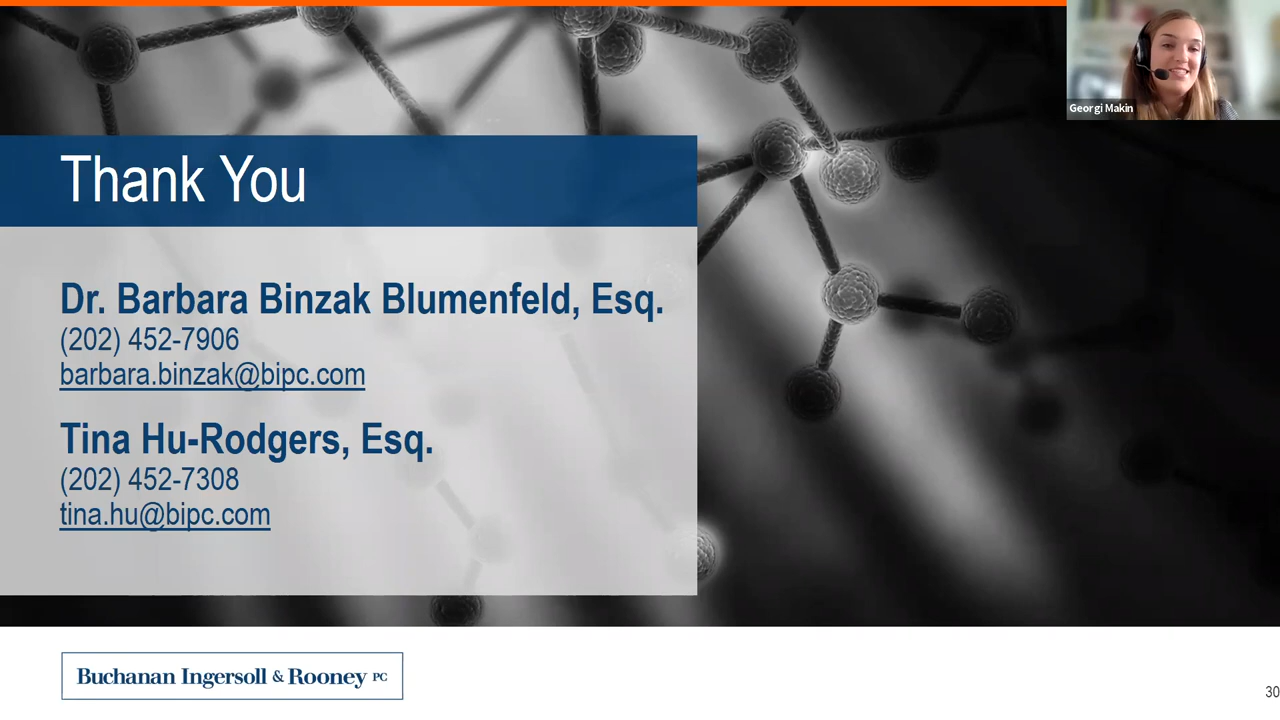 Georgi Makin
Thank You
Dr. Barbara Binzak Blumenfeld, Esq.
(202) 452-7906
barbara.binzak@bipc.com
Tina Hu-Rodgers, Esq.
(202) 452-7308
tina.hu@bipc.com
Buchanan Ingersoll & Rooney PC
30